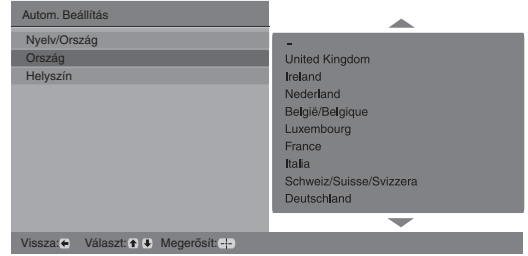 Autom. Beállítás
Nyelv/Ország
Ország
Helyszín
-
United Kingdom
Ireland
Nederland
België/Belgique
Luxembourg
France
Italia
Schweiz/Suisse/Svizzera
Deutschland
Vissza: Választ: Megerősít: